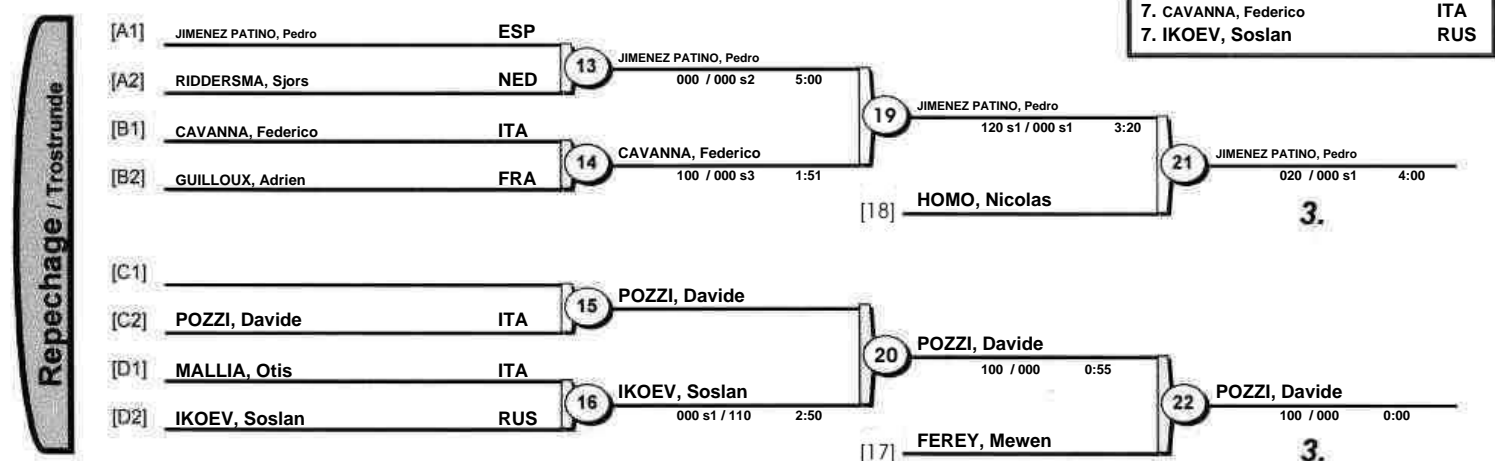 7. CAVANNA, Federico ITA
7. IKOEV, Soslan RUS
Repechage / Trostrunde
[A1] JIMENEZ PATINO, Pedro ESP
13 JIMENEZ PATINO, Pedro
000 / 000 s2 5:00
[A2] RIDDERSMA, Sjors NED
19 JIMENEZ PATINO, Pedro
120 s1 / 000 s1 3:20
[B1] CAVANNA, Federico ITA
14 CAVANNA, Federico
100 / 000 s3 1:51
[B2] GUILLOUX, Adrien FRA
21 JIMENEZ PATINO, Pedro
020 / 000 s1 4:00
[18] HOMO, Nicolas
3.
[C1]
15 POZZI, Davide
[C2] POZZI, Davide ITA
20 POZZI, Davide
100 / 000 0:55
[D1] MALLIA, Otis ITA
16 IKOEV, Soslan
000 s1 / 110 2:50
[D2] IKOEV, Soslan RUS
22 POZZI, Davide
100 / 000 0:00
[17] FEREY, Mewen
3.